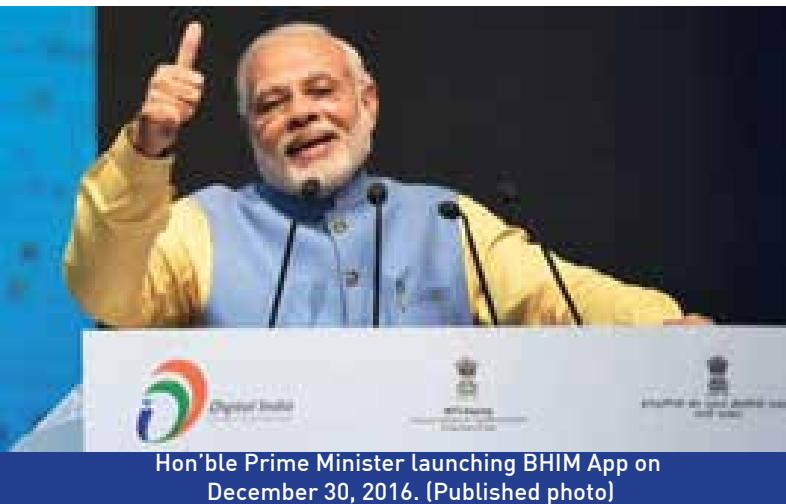 Digital India
Hon'ble Prime Minister launching BHIM App on
December 30, 2016. (Published photo)